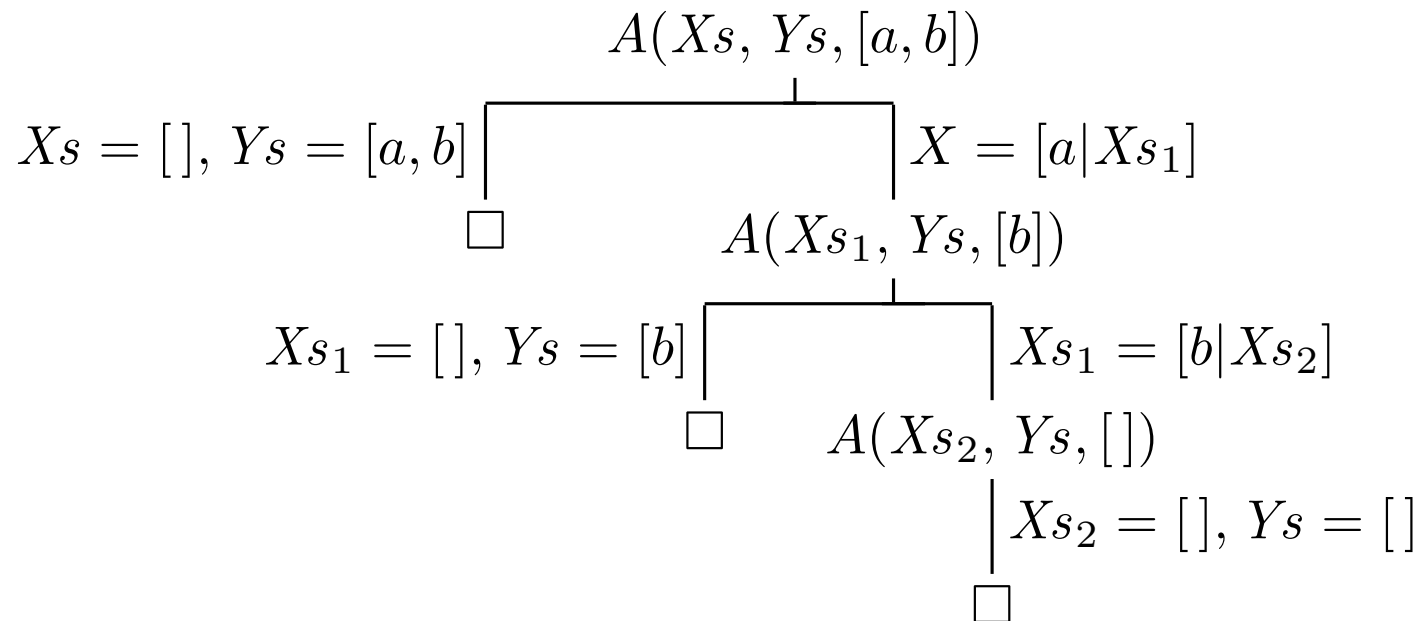 A(Xs, Ys, [a, b])
Xs = [ ], Ys = [a, b]
X = [a|Xs₁]
□
A(Xs₁, Ys, [b])
Xs₁ = [ ], Ys = [b]
Xs₁ = [b|Xs₂]
□
A(Xs₂, Ys, [ ])
Xs₂ = [ ], Ys = [ ]
□